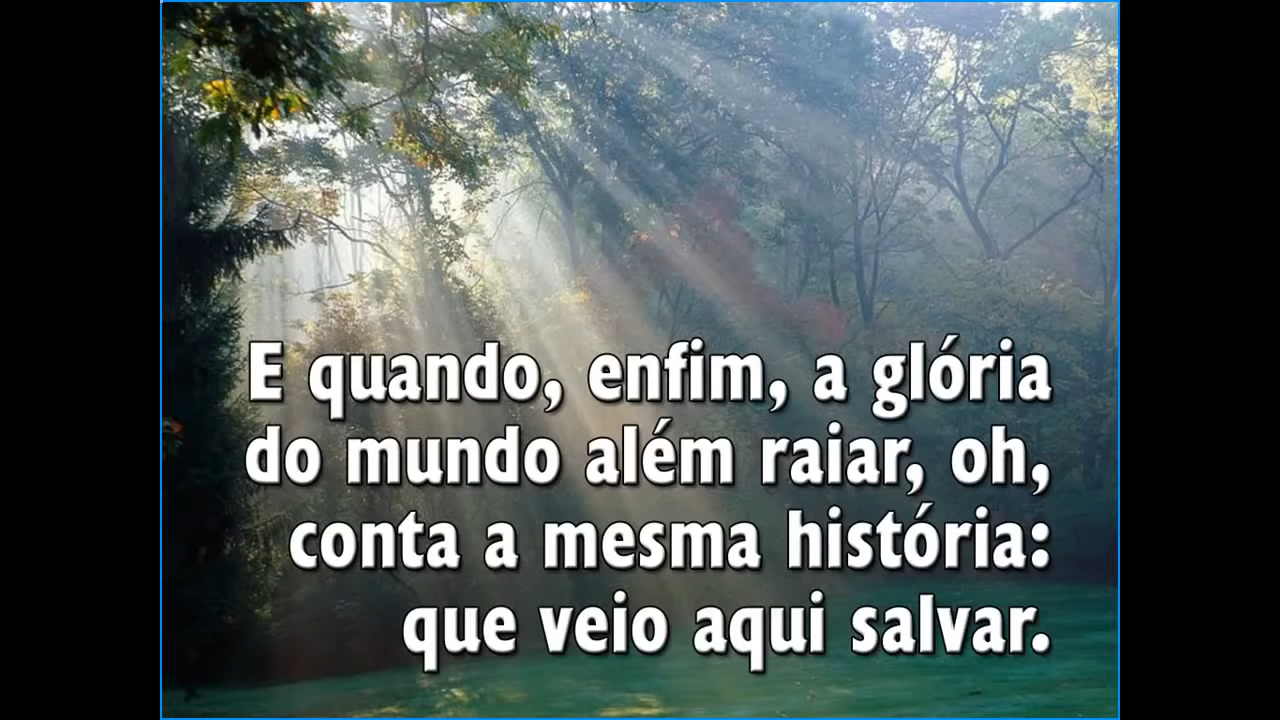 E quando, enfim, a glória
do mundo além raiar, oh,
conta a mesma história:
que veio aqui salvar.